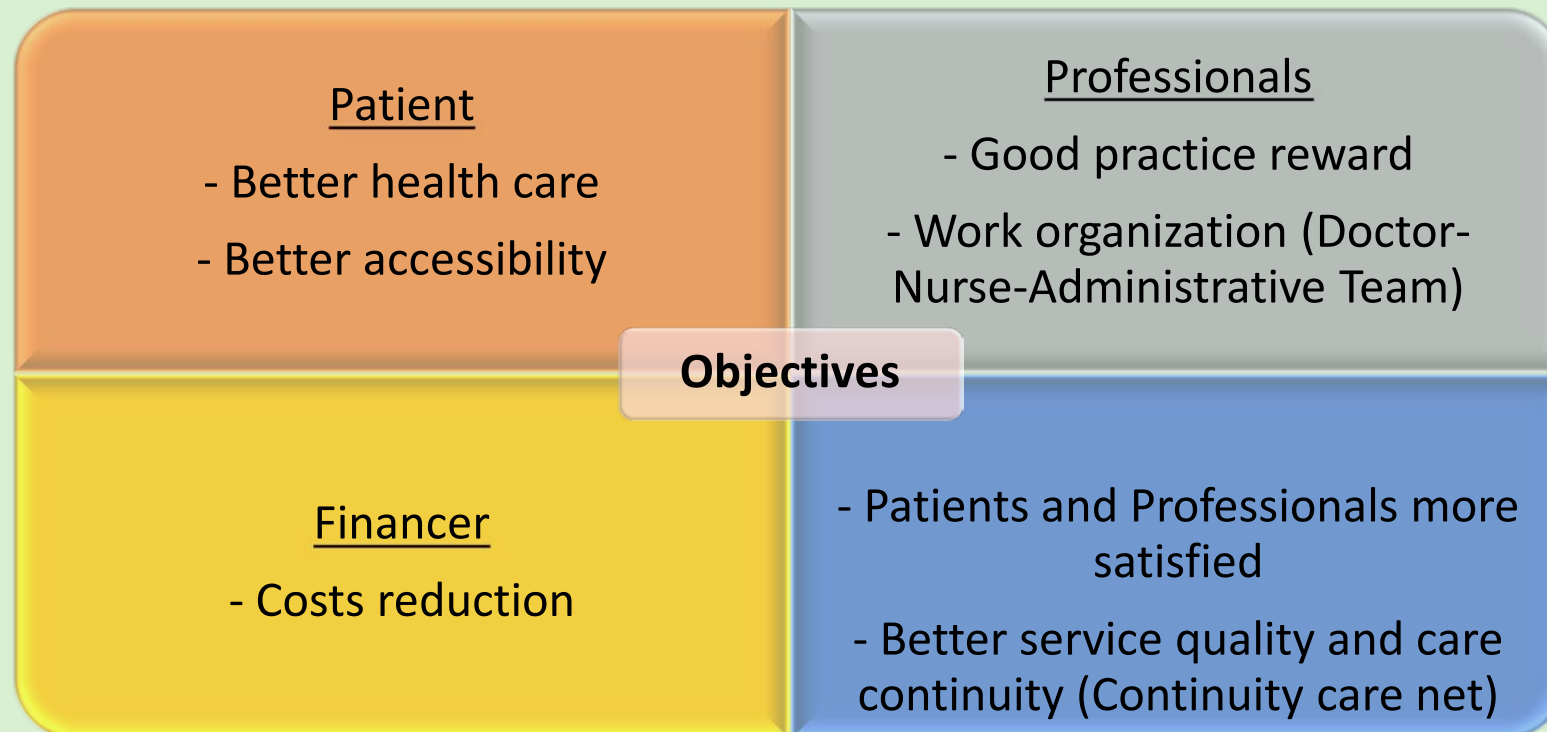 Patient
- Better health care
- Better accessibility
Professionals
- Good practice reward
- Work organization (Doctor-
Nurse-Administrative Team)
Objectives
Financer
- Costs reduction
- Patients and Professionals more
satisfied
- Better service quality and care
continuity (Continuity care net)